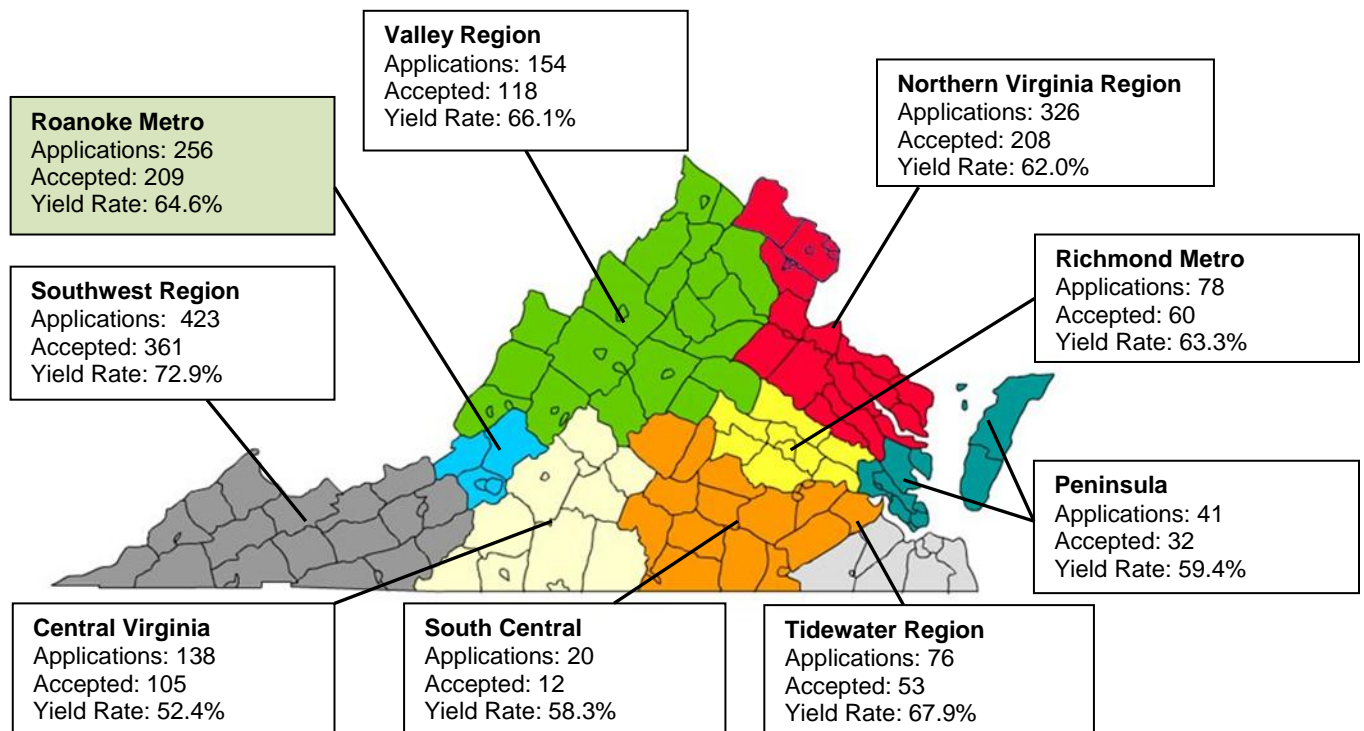 Valley Region
Applications: 154
Accepted: 118
Yield Rate: 66.1%
Northern Virginia Region
Applications: 326
Accepted: 208
Yield Rate: 62.0%
Roanoke Metro
Applications: 256
Accepted: 209
Yield Rate: 64.6%
Richmond Metro
Applications: 78
Accepted: 60
Yield Rate: 63.3%
Southwest Region
Applications: 423
Accepted: 361
Yield Rate: 72.9%
Peninsula
Applications: 41
Accepted: 32
Yield Rate: 59.4%
Central Virginia
Applications: 138
Accepted: 105
Yield Rate: 52.4%
South Central
Applications: 20
Accepted: 12
Yield Rate: 58.3%
Tidewater Region
Applications: 76
Accepted: 53
Yield Rate: 67.9%